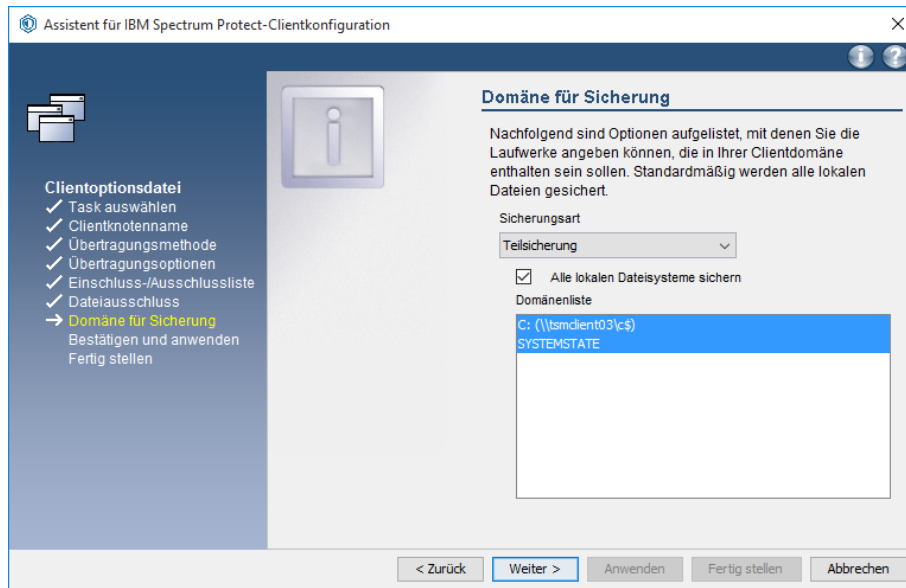 Assistent für IBM Spectrum Protect-Clientkonfiguration
Clientoptionsdatei
Task auswählen
Clientknotenname
Übertragungsmethode
Übertragungsoptionen
Einschluss-/Ausschlussliste
Dateiausschluss
Domäne für Sicherung
Bestätigen und anwenden
Fertig stellen
Domäne für Sicherung
Nachfolgend sind Optionen aufgelistet, mit denen Sie die
Laufwerke angeben können, die in Ihrer Clientdomäne
enthalten sein sollen. Standardmäßig werden alle lokalen
Dateien gesichert.
Sicherungsart
Teilsicherung
Alle lokalen Dateisysteme sichern
Domänenliste
C: (\\tsmclient03\c$)
SYSTEMSTATE
< Zurück
Weiter >
Anwenden
Fertig stellen
Abbrechen